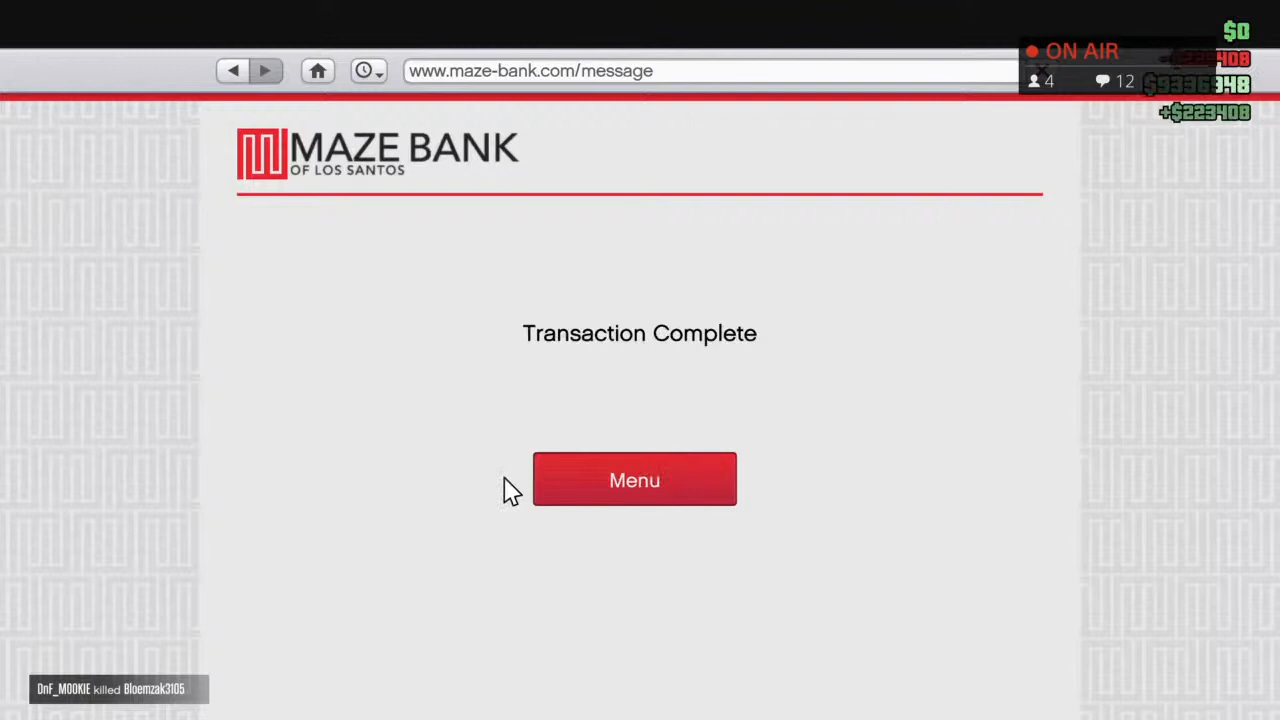 $0
ON AIR
www.maze-bank.com/message
4
12
$9336348
+$223408
MAZE BANK
OF LOS SANTOS
Transaction Complete
Menu
DnF_MOOKIE killed Bloemzak3105